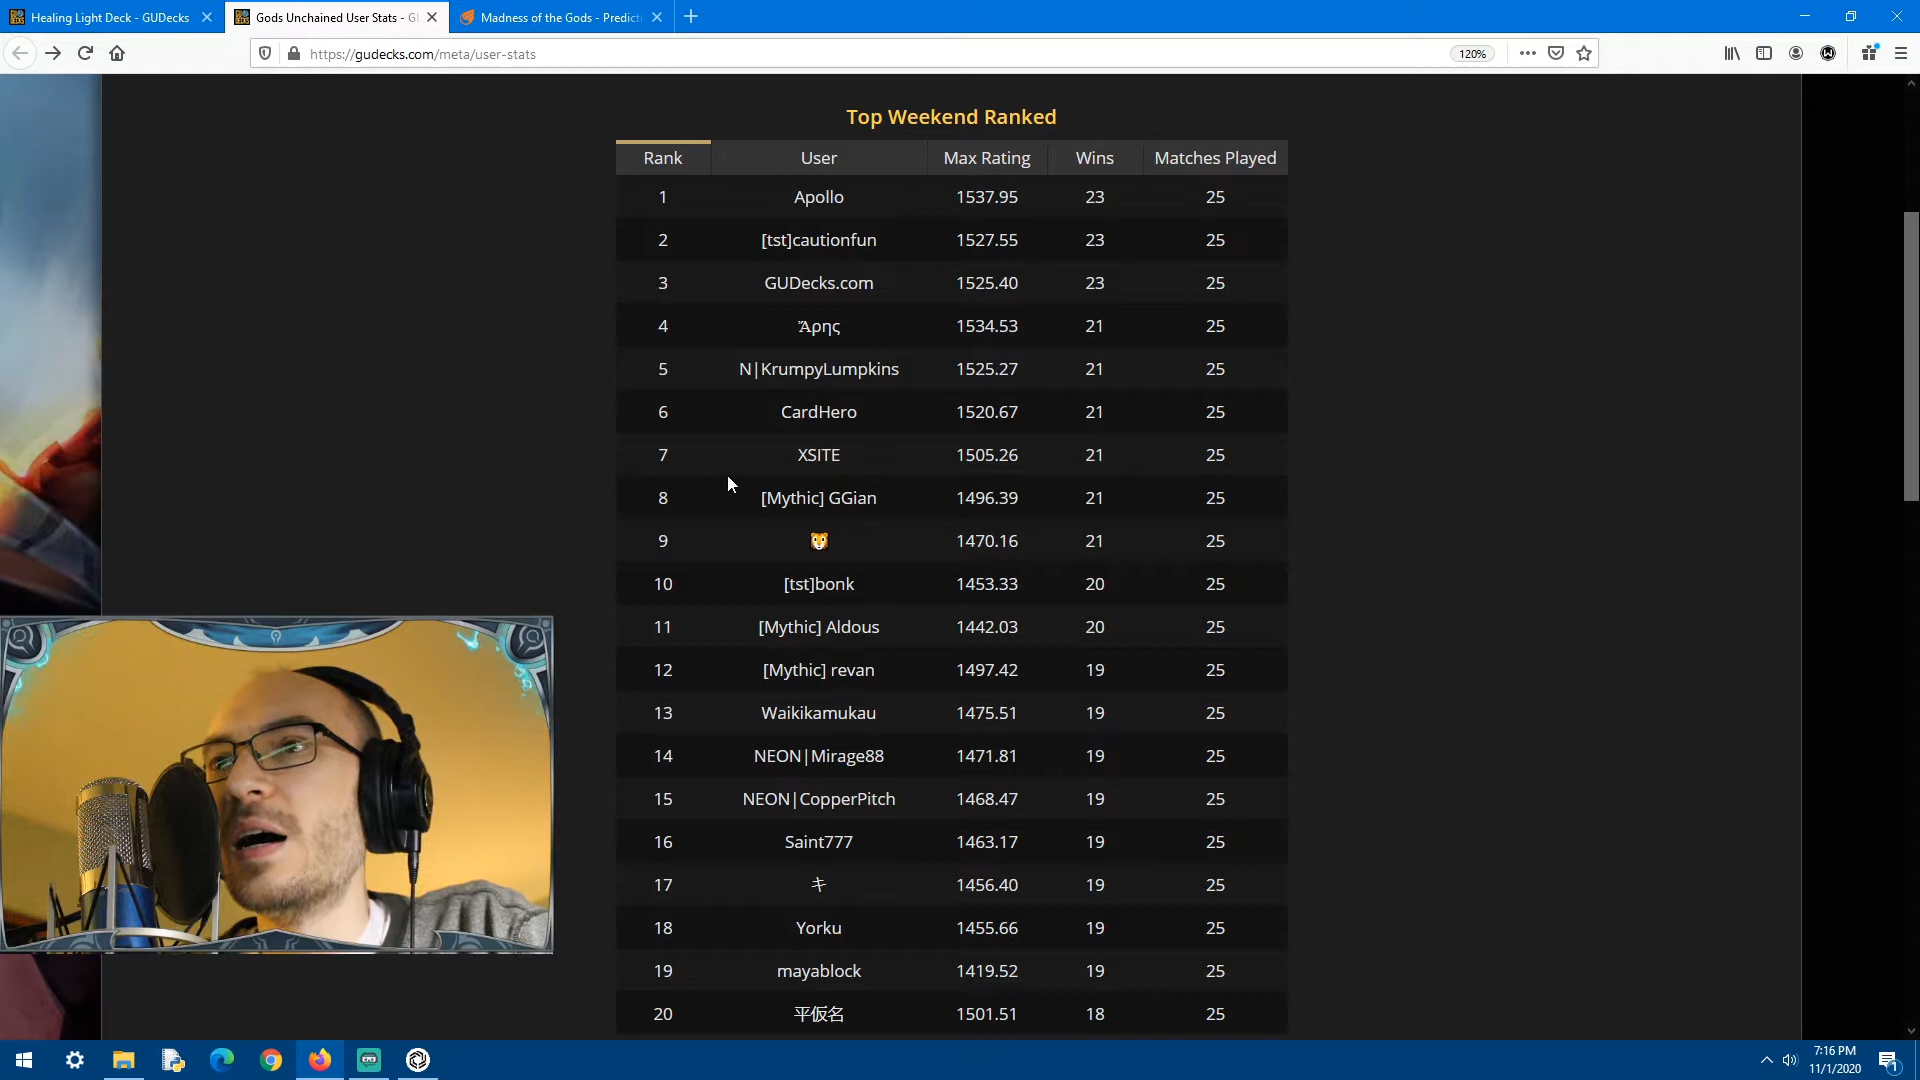 Healing Light Deck - GUDecks
Gods Unchained User Stats - G
Madness of the Gods - Predict
https://gudecks.com/meta/user-stats
120%
Top Weekend Ranked
Rank User Max Rating Wins Matches Played
1 Apollo 1537.95 23 25
2 [tst]cautionfun 1527.55 23 25
3 GUDecks.com 1525.40 23 25
4 Ἄρης 1534.53 21 25
5 N|KrumpyLumpkins 1525.27 21 25
6 CardHero 1520.67 21 25
7 XSITE 1505.26 21 25
8 [Mythic] GGian 1496.39 21 25
9 🐯 1470.16 21 25
10 [tst]bonk 1453.33 20 25
11 [Mythic] Aldous 1442.03 20 25
12 [Mythic] revan 1497.42 19 25
13 Waikikamukau 1475.51 19 25
14 NEON|Mirage88 1471.81 19 25
15 NEON|CopperPitch 1468.47 19 25
16 Saint777 1463.17 19 25
17 キ 1456.40 19 25
18 Yorku 1455.66 19 25
19 mayablock 1419.52 19 25
20 平仮名 1501.51 18 25
7:16 PM
11/1/2020
1